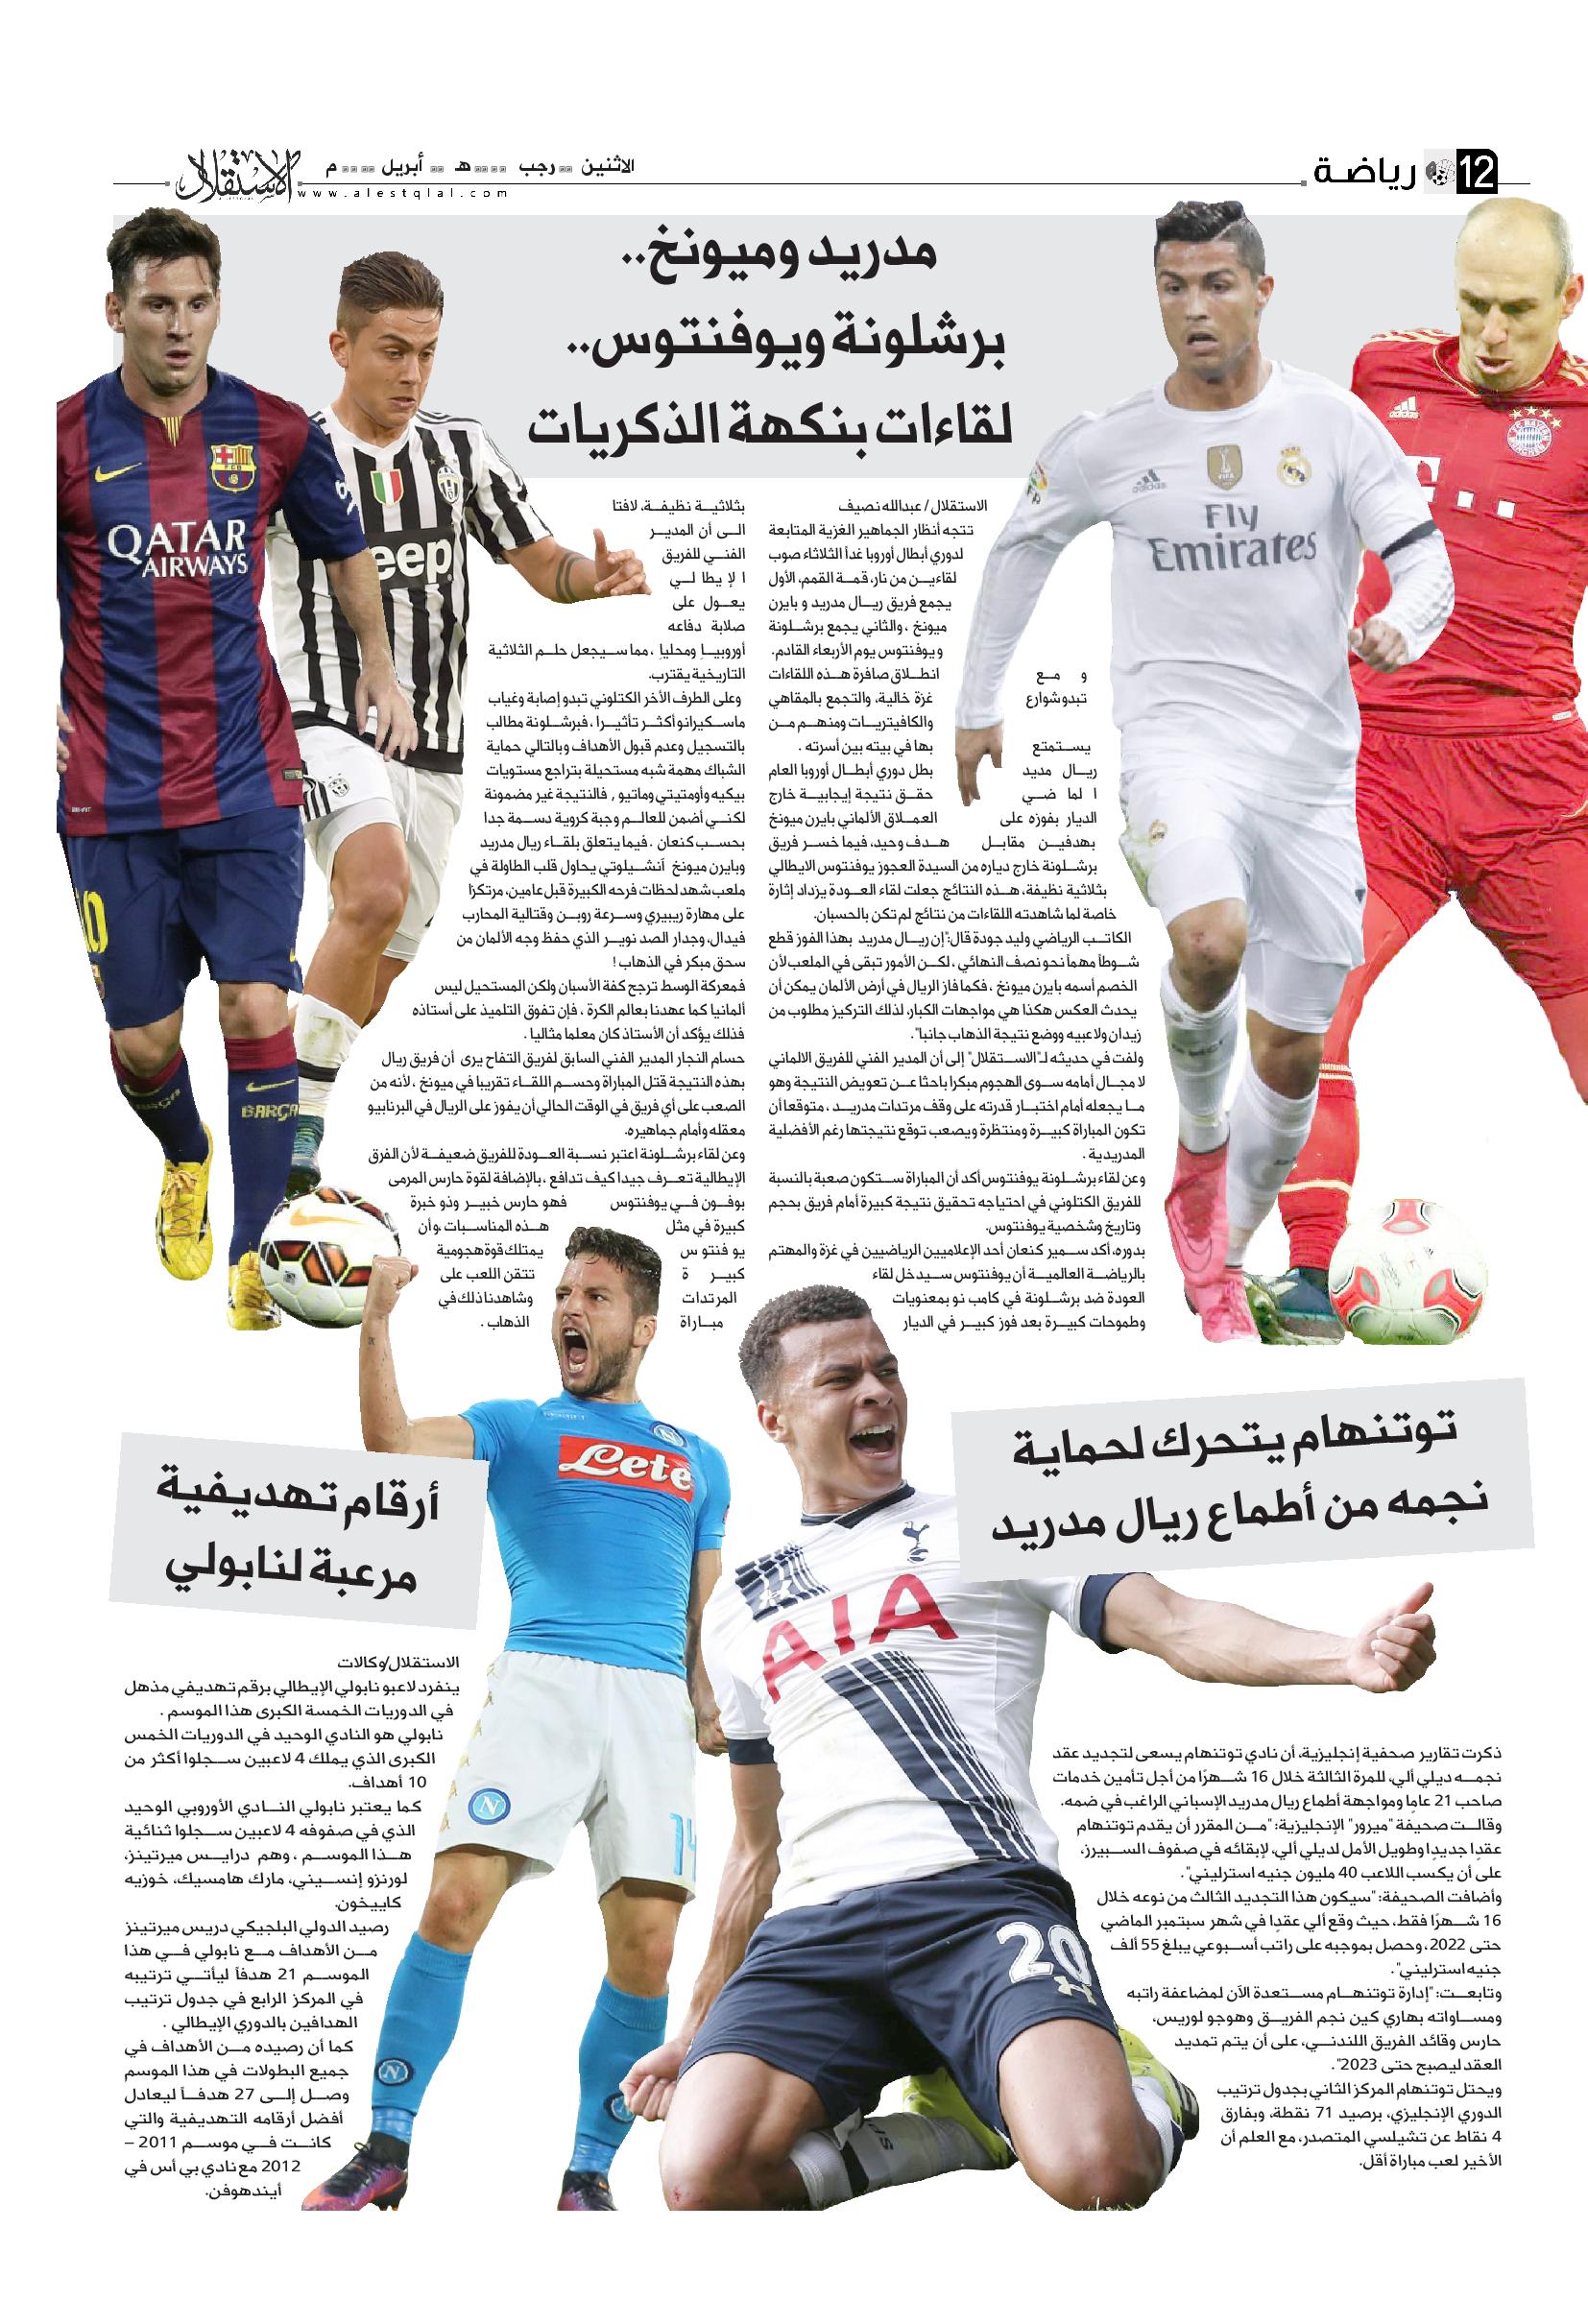 12 رياضة
الاثنين رجب هـ أبريل م
الاستقلال
www.alestqlal.com
مدريد وميونخ..
برشلونة ويوفنتوس..
لقاءات بنكهة الذكريات
الاستقلال/ عبدالله نصيف
تتجه أنظار الجماهير الغزية المتابعة
لدوري أبطال أوروبا غداً الثلاثاء صوب
لقاءين من نار، قمة القمم، الأول
يجمع فريق ريال مدريد و بايرن
ميونخ ، والثاني يجمع برشلونة
ويوفنتوس يوم الأربعاء القادم.
و مع انطلاق صافرة هذه اللقاءات
تبدو شوارع غزة خالية، والتجمع بالمقاهي
والكافيتريات ومنهم من
يستمتع بها في بيته بين أسرته .
ريال مديد بطل دوري أبطال أوروبا العام
ا لما ضي حقق نتيجة إيجابية خارج
الديار بفوزه على العملاق الألماني بايرن ميونخ
بهدفين مقابل هدف وحيد، فيما خسر فريق
برشلونة خارج دياره من السيدة العجوز يوفنتوس الايطالي
بثلاثية نظيفة، هذه النتائج جعلت لقاء العودة يزداد إثارة
خاصة لما شاهدته اللقاءات من نتائج لم تكن بالحسبان.
الكاتب الرياضي وليد جودة قال:"إن ريال مدريد بهذا الفوز قطع
شوطاً مهماً نحو نصف النهائي ، لكن الأمور تبقى في الملعب لأن
الخصم أسمه بايرن ميونخ ، فكما فاز الريال في أرض الألمان يمكن أن
يحدث العكس هكذا هي مواجهات الكبار، لذلك التركيز مطلوب من
زيدان ولاعبيه ووضع نتيجة الذهاب جانبا".
ولفت في حديثه لـ"الاستقلال" إلى أن المدير الفني للفريق الالماني
لا مجال أمامه سوى الهجوم مبكرا باحثا عن تعويض النتيجة وهو
ما يجعله أمام اختبار قدرته على وقف مرتدات مدريد ، متوقعا أن
تكون المباراة كبيرة ومنتظرة ويصعب توقع نتيجتها رغم الأفضلية
المدريدية .
وعن لقاء برشلونة يوفنتوس أكد أن المباراة ستكون صعبة بالنسبة
للفريق الكتلوني في احتياجه تحقيق نتيجة كبيرة أمام فريق بحجم
وتاريخ وشخصية يوفنتوس.
بدوره، أكد سمير كنعان أحد الإعلاميين الرياضيين في غزة والمهتم
بالرياضة العالمية أن يوفنتوس سيدخل لقاء
العودة ضد برشلونة في كامب نو بمعنويات
وطموحات كبيرة بعد فوز كبير في الديار
بثلاثية نظيفة، لافتا
الى أن المدير
الفني للفريق
ا لا يطا لي
يعول على
صلابة دفاعه
أوروبياً ومحلياً ، مما سيجعل حلم الثلاثية
التاريخية يقترب.
وعلى الطرف الأخر الكتلوني تبدو إصابة وغياب
ماسكيرانو أكثر تأثيرا ، فبرشلونة مطالب
بالتسجيل وعدم قبول الأهداف وبالتالي حماية
الشباك مهمة شبه مستحيلة بتراجع مستويات
بيكيه وأومتيتي وماتيو , فالنتيجة غير مضمونة
لكني أضمن للعالم وجبة كروية دسمة جدا
بحسب كنعان . فيما يتعلق بلقاء ريال مدريد
وبايرن ميونخ آنشيلوتي يحاول قلب الطاولة في
ملعب شهد لحظات فرحه الكبيرة قبل عامين، مرتكزا
على مهارة ريبيري وسرعة روبن وقتالية المحارب
فيدال، وجدار الصد نوير الذي حفظ وجه الألمان من
سحق مبكر في الذهاب !
فمعركة الوسط ترجح كفة الأسبان ولكن المستحيل ليس
ألمانيا كما عهدنا بعالم الكرة ، فإن تفوق التلميذ على أستاذه
فذلك يؤكد أن الأستاذ كان معلما مثاليا .
حسام النجار المدير الفني السابق لفريق التفاح يرى أن فريق ريال
بهذه النتيجة قتل المباراة وحسم اللقاء تقريبا في ميونخ ، لأنه من
الصعب على أي فريق في الوقت الحالي أن يفوز على الريال في البرنابيو
معقله وأمام جماهيره.
وعن لقاء برشلونة اعتبر نسبة العودة للفريق ضعيفة لأن الفرق
الإيطالية تعرف جيدا كيف تدافع ، بالإضافة لقوة حارس المرمى
بوفون في يوفنتوس فهو حارس خبير وذو خبرة
كبيرة في مثل هذه المناسبات ،وأن
يو فنتو س يمتلك قوة هجومية
كبير ة تتقن اللعب على
المرتدات وشاهدنا ذلك في
مباراة الذهاب .
QATAR
AIRWAYS
Jeep
10
BARÇA
Fly
Emirates
adidas
توتنهام يتحرك لحماية
نجمه من أطماع ريال مدريد
ذكرت تقارير صحفية إنجليزية، أن نادي توتنهام يسعى لتجديد عقد
نجمه ديلي ألي، للمرة الثالثة خلال 16 شهرًا من أجل تأمين خدمات
صاحب 21 عاما ومواجهة أطماع ريال مدريد الإسباني الراغب في ضمه.
وقالت صحيفة "ميرور" الإنجليزية: "من المقرر أن يقدم توتنهام
عقدا جديدا وطويل الأمل لديلي ألي، لإبقائه في صفوف السبيرز،
على أن يكسب اللاعب 40 مليون جنيه استرليني".
وأضافت الصحيفة: "سيكون هذا التجديد الثالث من نوعه خلال
16 شهرًا فقط، حيث وقع ألي عقدا في شهر سبتمبر الماضي
حتى 2022، وحصل بموجبه على راتب أسبوعي يبلغ 55 ألف
جنيه استرليني".
وتابعت: "إدارة توتنهام مستعدة الآن لمضاعفة راتبه
ومساواته بهاري كين نجم الفريق وهوجو لوريس،
حارس وقائد الفريق اللندني، على أن يتم تمديد
العقد ليصبح حتى 2023".
ويحتل توتنهام المركز الثاني بجدول ترتيب
الدوري الإنجليزي، برصيد 71 نقطة، وبفارق
4 نقاط عن تشيلسي المتصدر، مع العلم أن
الأخير لعب مباراة أقل.
AIA
20
Lete
14
أرقام تهديفية
مرعبة لنابولي
الاستقلال/وكالات
ينفرد لاعبو نابولي الإيطالي برقم تهديفي مذهل
في الدوريات الخمسة الكبرى هذا الموسم .
نابولي هو النادي الوحيد في الدوريات الخمس
الكبرى الذي يملك 4 لاعبين سجلوا أكثر من
10 أهداف.
كما يعتبر نابولي النادي الأوروبي الوحيد
الذي في صفوفه 4 لاعبين سجلوا ثنائية
هذا الموسم ، وهم درايس ميرتينز،
لورنزو إنسيني، مارك هامسيك، خوزيه
كاييخون.
رصيد الدولي البلجيكي دريس ميرتينز
من الأهداف مع نابولي في هذا
الموسم 21 هدفاً ليأتي ترتيبه
في المركز الرابع في جدول ترتيب
الهدافين بالدوري الإيطالي .
كما أن رصيده من الأهداف في
جميع البطولات في هذا الموسم
وصل إلى 27 هدفاً ليعادل
أفضل أرقامه التهديفية والتي
كانت في موسم 2011 –
2012 مع نادي بي أس في
أيندهوفن.